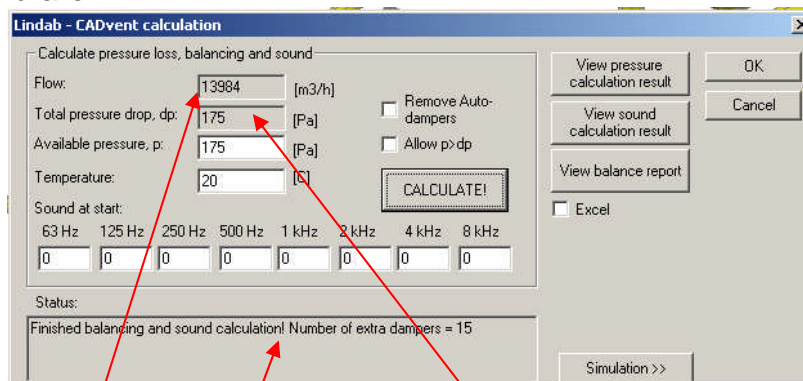 Lindab - CADvent calculation
Calculate pressure loss, balancing and sound
Flow: 13984 [m3/h]
Total pressure drop, dp: 175 [Pa]
Available pressure, p: 175 [Pa]
Temperature: 20 [C]
Remove Auto-
dampers
Allow p>dp
CALCULATE!
Sound at start:
63 Hz 125 Hz 250 Hz 500 Hz 1 kHz 2 kHz 4 kHz 8 kHz
0 0 0 0 0 0 0 0
View pressure
calculation result
View sound
calculation result
View balance report
Excel
OK
Cancel
Status:
Finished balancing and sound calculation! Number of extra dampers = 15
Simulation >>